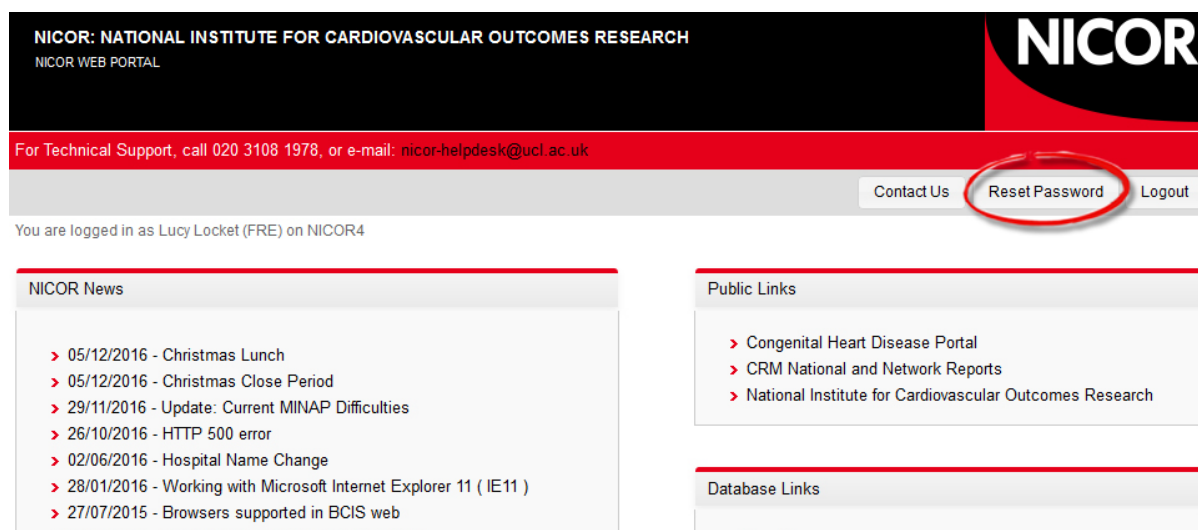 NICOR: NATIONAL INSTITUTE FOR CARDIOVASCULAR OUTCOMES RESEARCH
NICOR WEB PORTAL
NICOR
For Technical Support, call 020 3108 1978, or e-mail: nicor-helpdesk@ucl.ac.uk
Contact Us Reset Password Logout
You are logged in as Lucy Locket (FRE) on NICOR4
NICOR News
05/12/2016 - Christmas Lunch
05/12/2016 - Christmas Close Period
29/11/2016 - Update: Current MINAP Difficulties
26/10/2016 - HTTP 500 error
02/06/2016 - Hospital Name Change
28/01/2016 - Working with Microsoft Internet Explorer 11 ( IE11 )
27/07/2015 - Browsers supported in BCIS web
Public Links
Congenital Heart Disease Portal
CRM National and Network Reports
National Institute for Cardiovascular Outcomes Research
Database Links